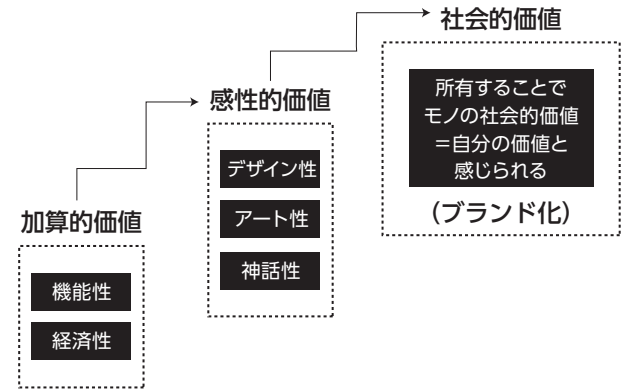 加算的価値
機能性
経済性
感性的価値
デザイン性
アート性
神話性
社会的価値
所有することで
モノの社会的価値
＝自分の価値と
感じられる
（ブランド化）